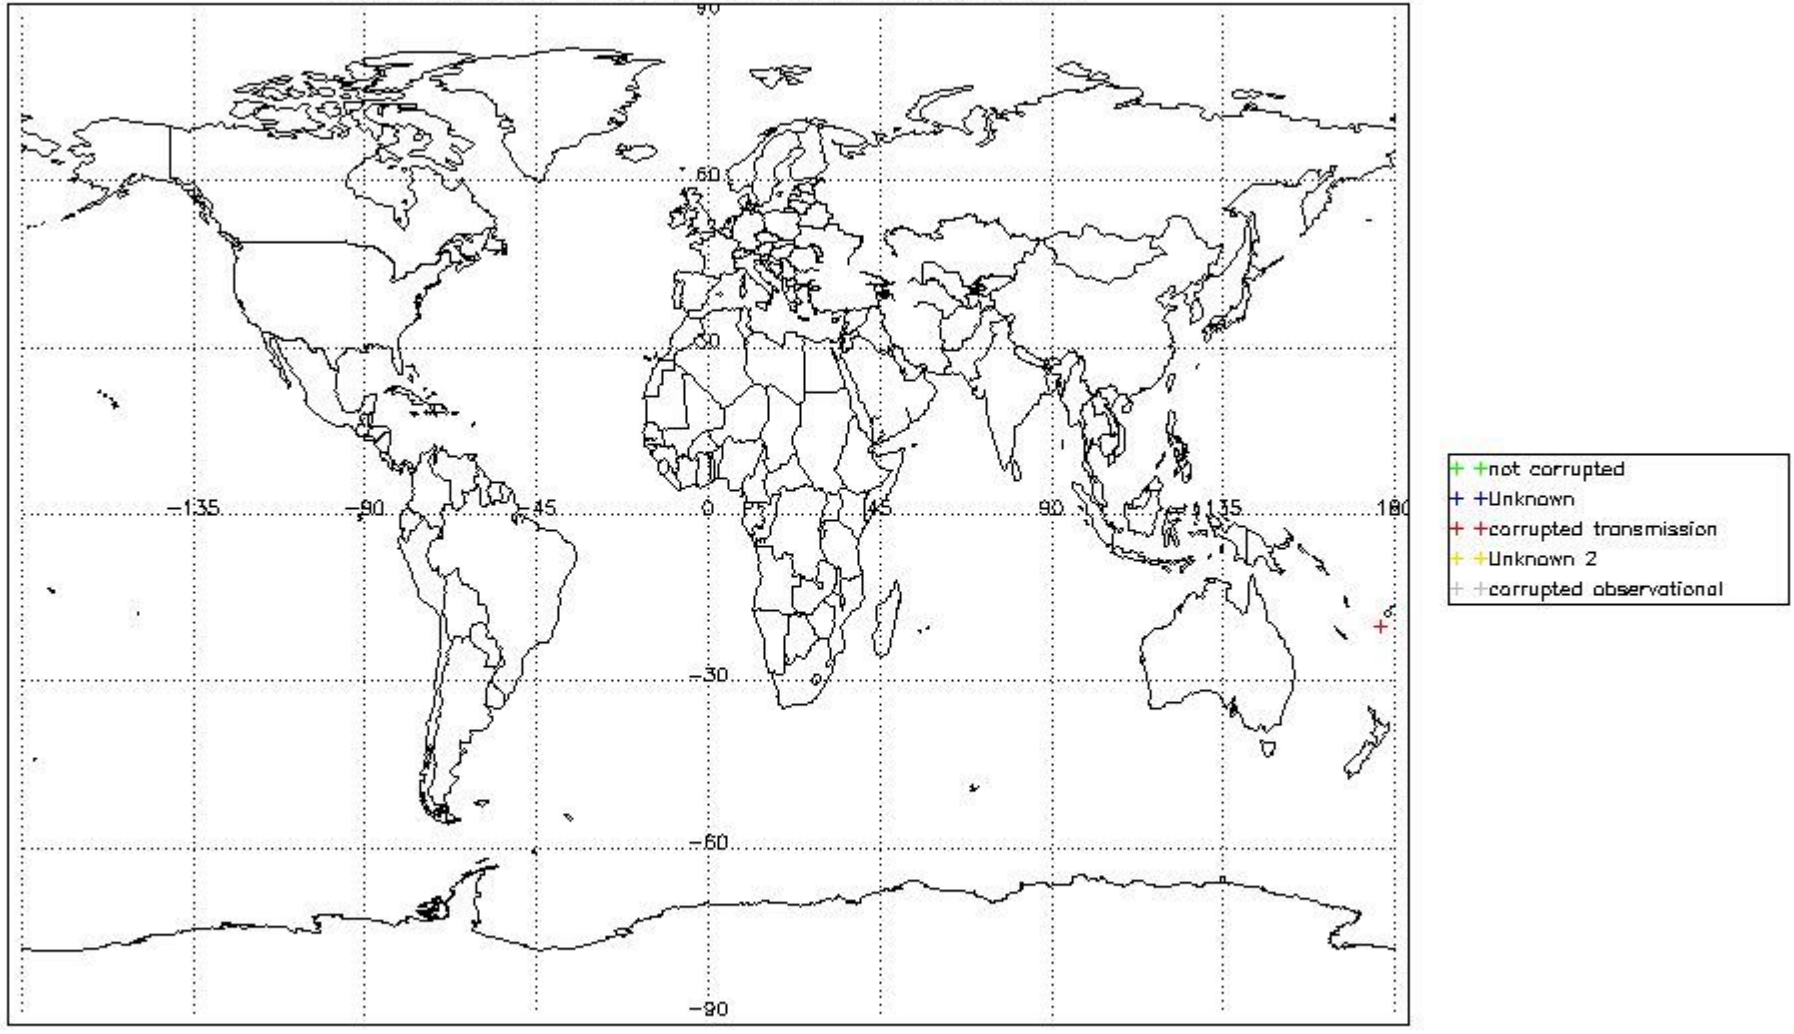 90
60
30
-135 -90 -45 0 45 90 135 180
-30
-60
-90
not corrupted
Unknown
corrupted transmission
Unknown 2
corrupted observational